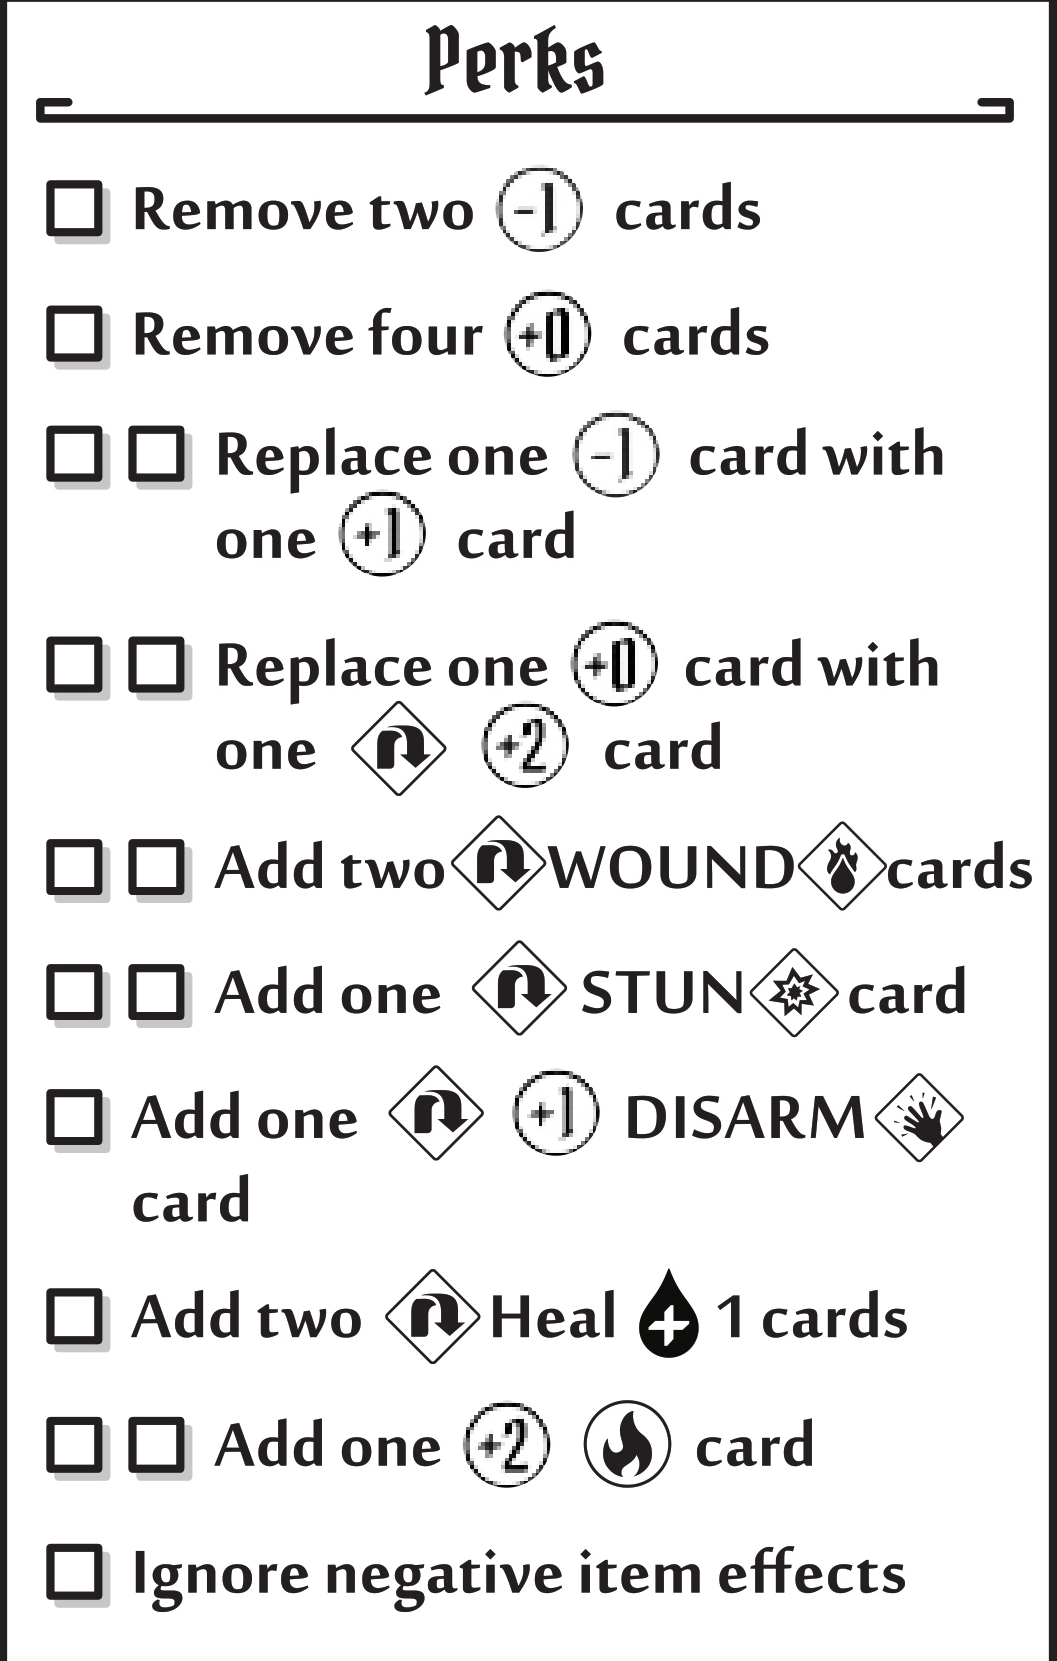 Perks
Remove two -1 cards
Remove four +0 cards
Replace one -1 card with
one +1 card
Replace one +0 card with
one +2 card
Add two WOUND cards
Add one STUN card
Add one +1 DISARM
card
Add two Heal 1 cards
Add one +2 card
Ignore negative item effects